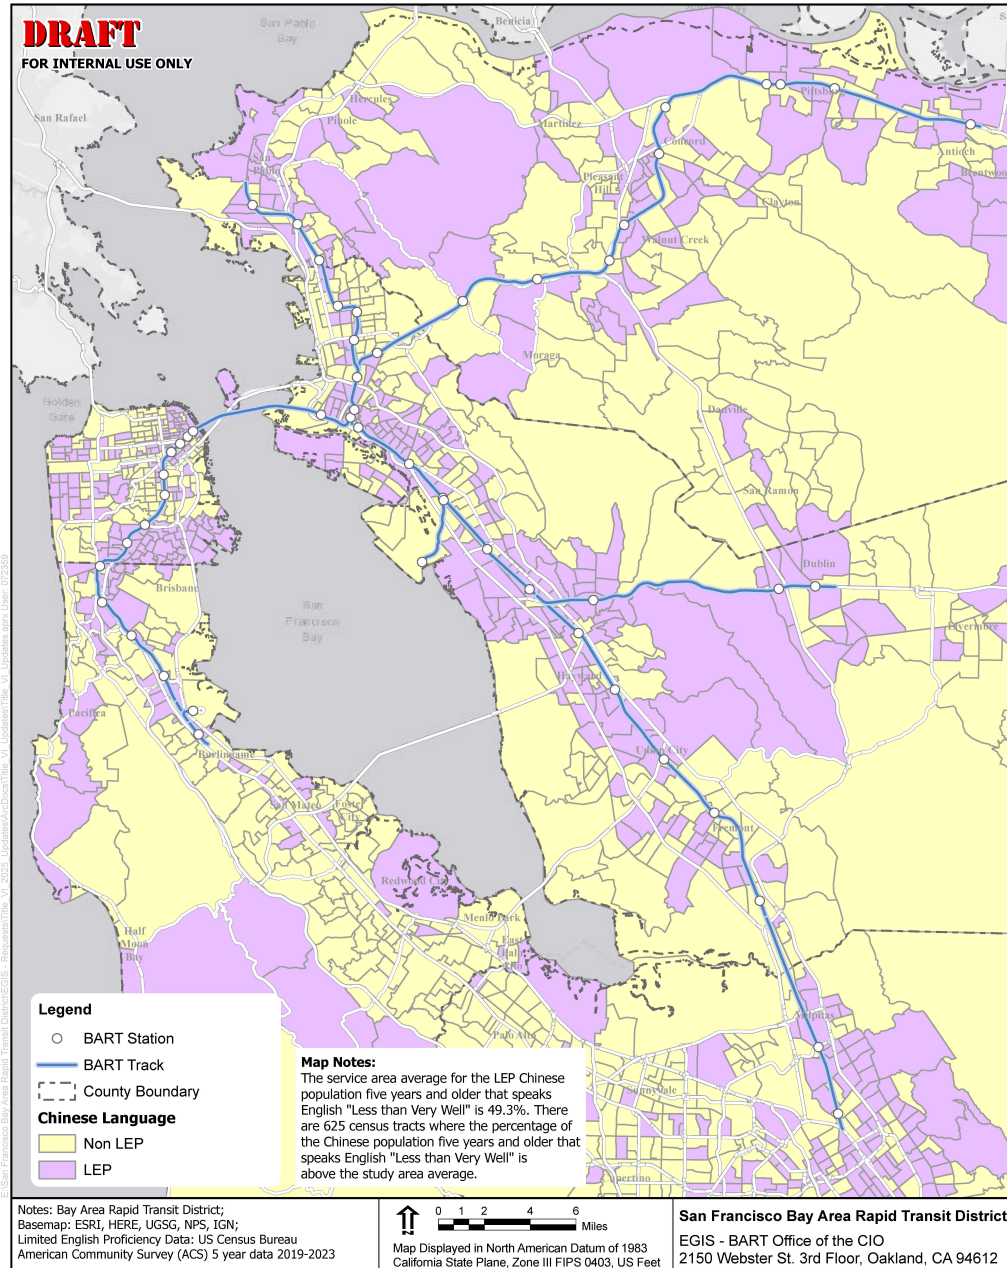 DRAFT
FOR INTERNAL USE ONLY
San Pablo
Bay
Benicia
San Rafael
Hercules
Pinole
Martinez
Pittsburg
Concord
Antioch
Brentwoo
San
Pablo
Pleasant
Hill
Clayton
Walnut Creek
Moraga
Golden
Gate
Danville
San Ramon
Dublin
Livermore
Brisbane
San
Francisco
Bay
Hayward
Pacifica
Union City
Burlingame
San Mateo
Foster
City
Fremont
Redwood City
Menlo Park
Half
Moon
Bay
East
Palo
Alto
Palo Alto
Milpitas
Sunnyvale
Cupertino
Legend
BART Station
BART Track
County Boundary
Chinese Language
Non LEP
LEP
Map Notes:
The service area average for the LEP Chinese
population five years and older that speaks
English "Less than Very Well" is 49.3%. There
are 625 census tracts where the percentage of
the Chinese population five years and older that
speaks English "Less than Very Well" is
above the study area average.
Notes: Bay Area Rapid Transit District;
Basemap: ESRI, HERE, UGSG, NPS, IGN;
Limited English Proficiency Data: US Census Bureau
American Community Survey (ACS) 5 year data 2019-2023
0 1 2 4 6
Miles
Map Displayed in North American Datum of 1983
California State Plane, Zone III FIPS 0403, US Feet
San Francisco Bay Area Rapid Transit District
EGIS - BART Office of the CIO
2150 Webster St. 3rd Floor, Oakland, CA 94612